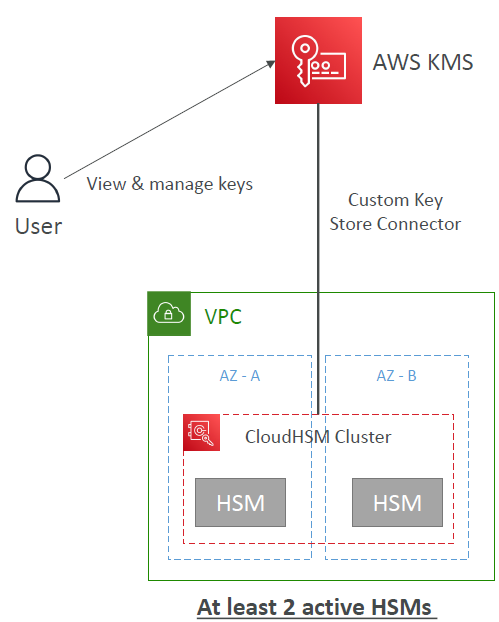 AWS KMS
View & manage keys
User
Custom Key
Store Connector
VPC
AZ - A
AZ - B
CloudHSM Cluster
HSM
HSM
At least 2 active HSMs